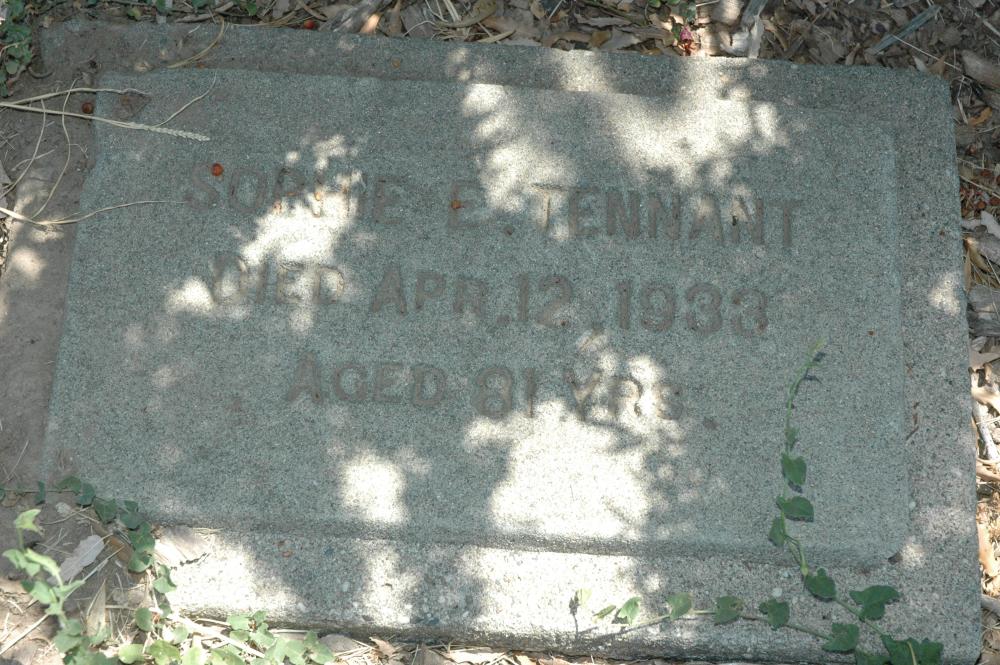 SOPHIE E. TENNANT
DIED APR. 12, 1933
AGED 81 YRS